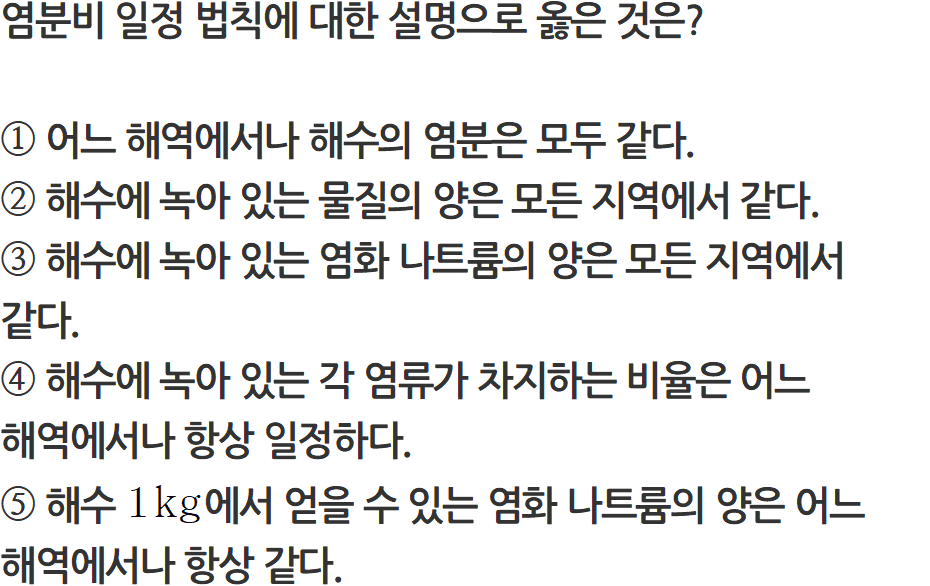 염분비 일정 법칙에 대한 설명으로 옳은 것은?
① 어느 해역에서나 해수의 염분은 모두 같다.
② 해수에 녹아 있는 물질의 양은 모든 지역에서 같다.
③ 해수에 녹아 있는 염화 나트륨의 양은 모든 지역에서
같다.
④ 해수에 녹아 있는 각 염류가 차지하는 비율은 어느
해역에서나 항상 일정하다.
⑤ 해수 1kg에서 얻을 수 있는 염화 나트륨의 양은 어느
해역에서나 항상 같다.